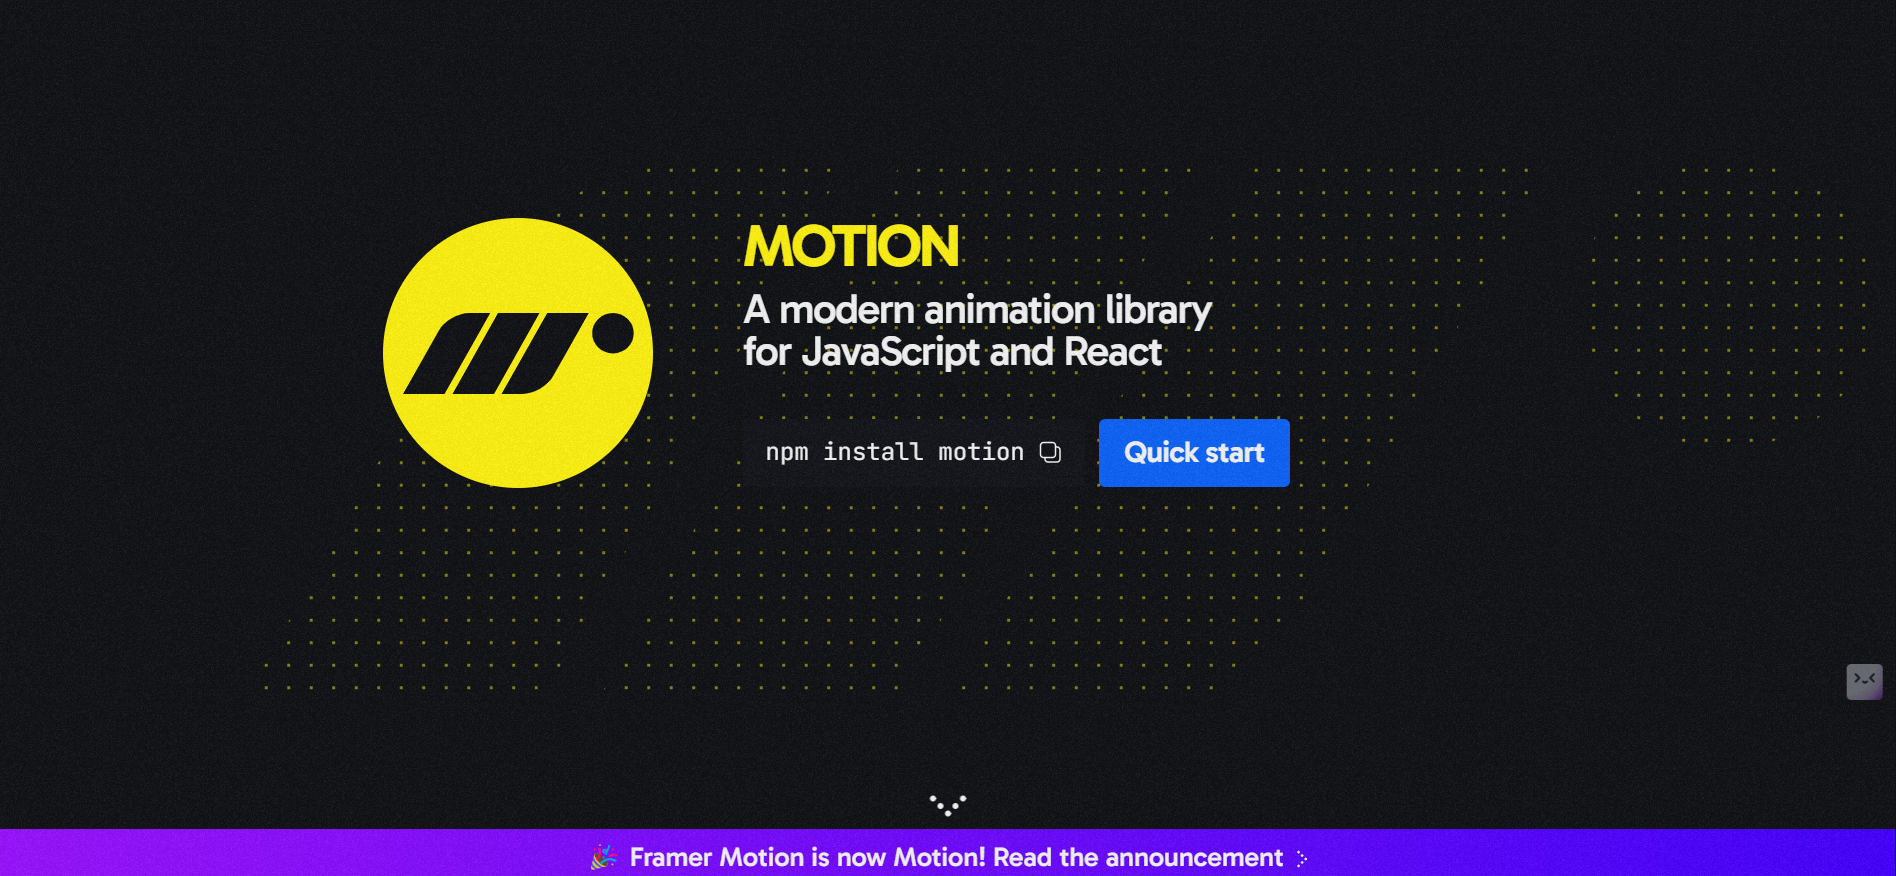 MOTION
A modern animation library
for JavaScript and React
npm install motion
Quick start
🎉 Framer Motion is now Motion! Read the announcement